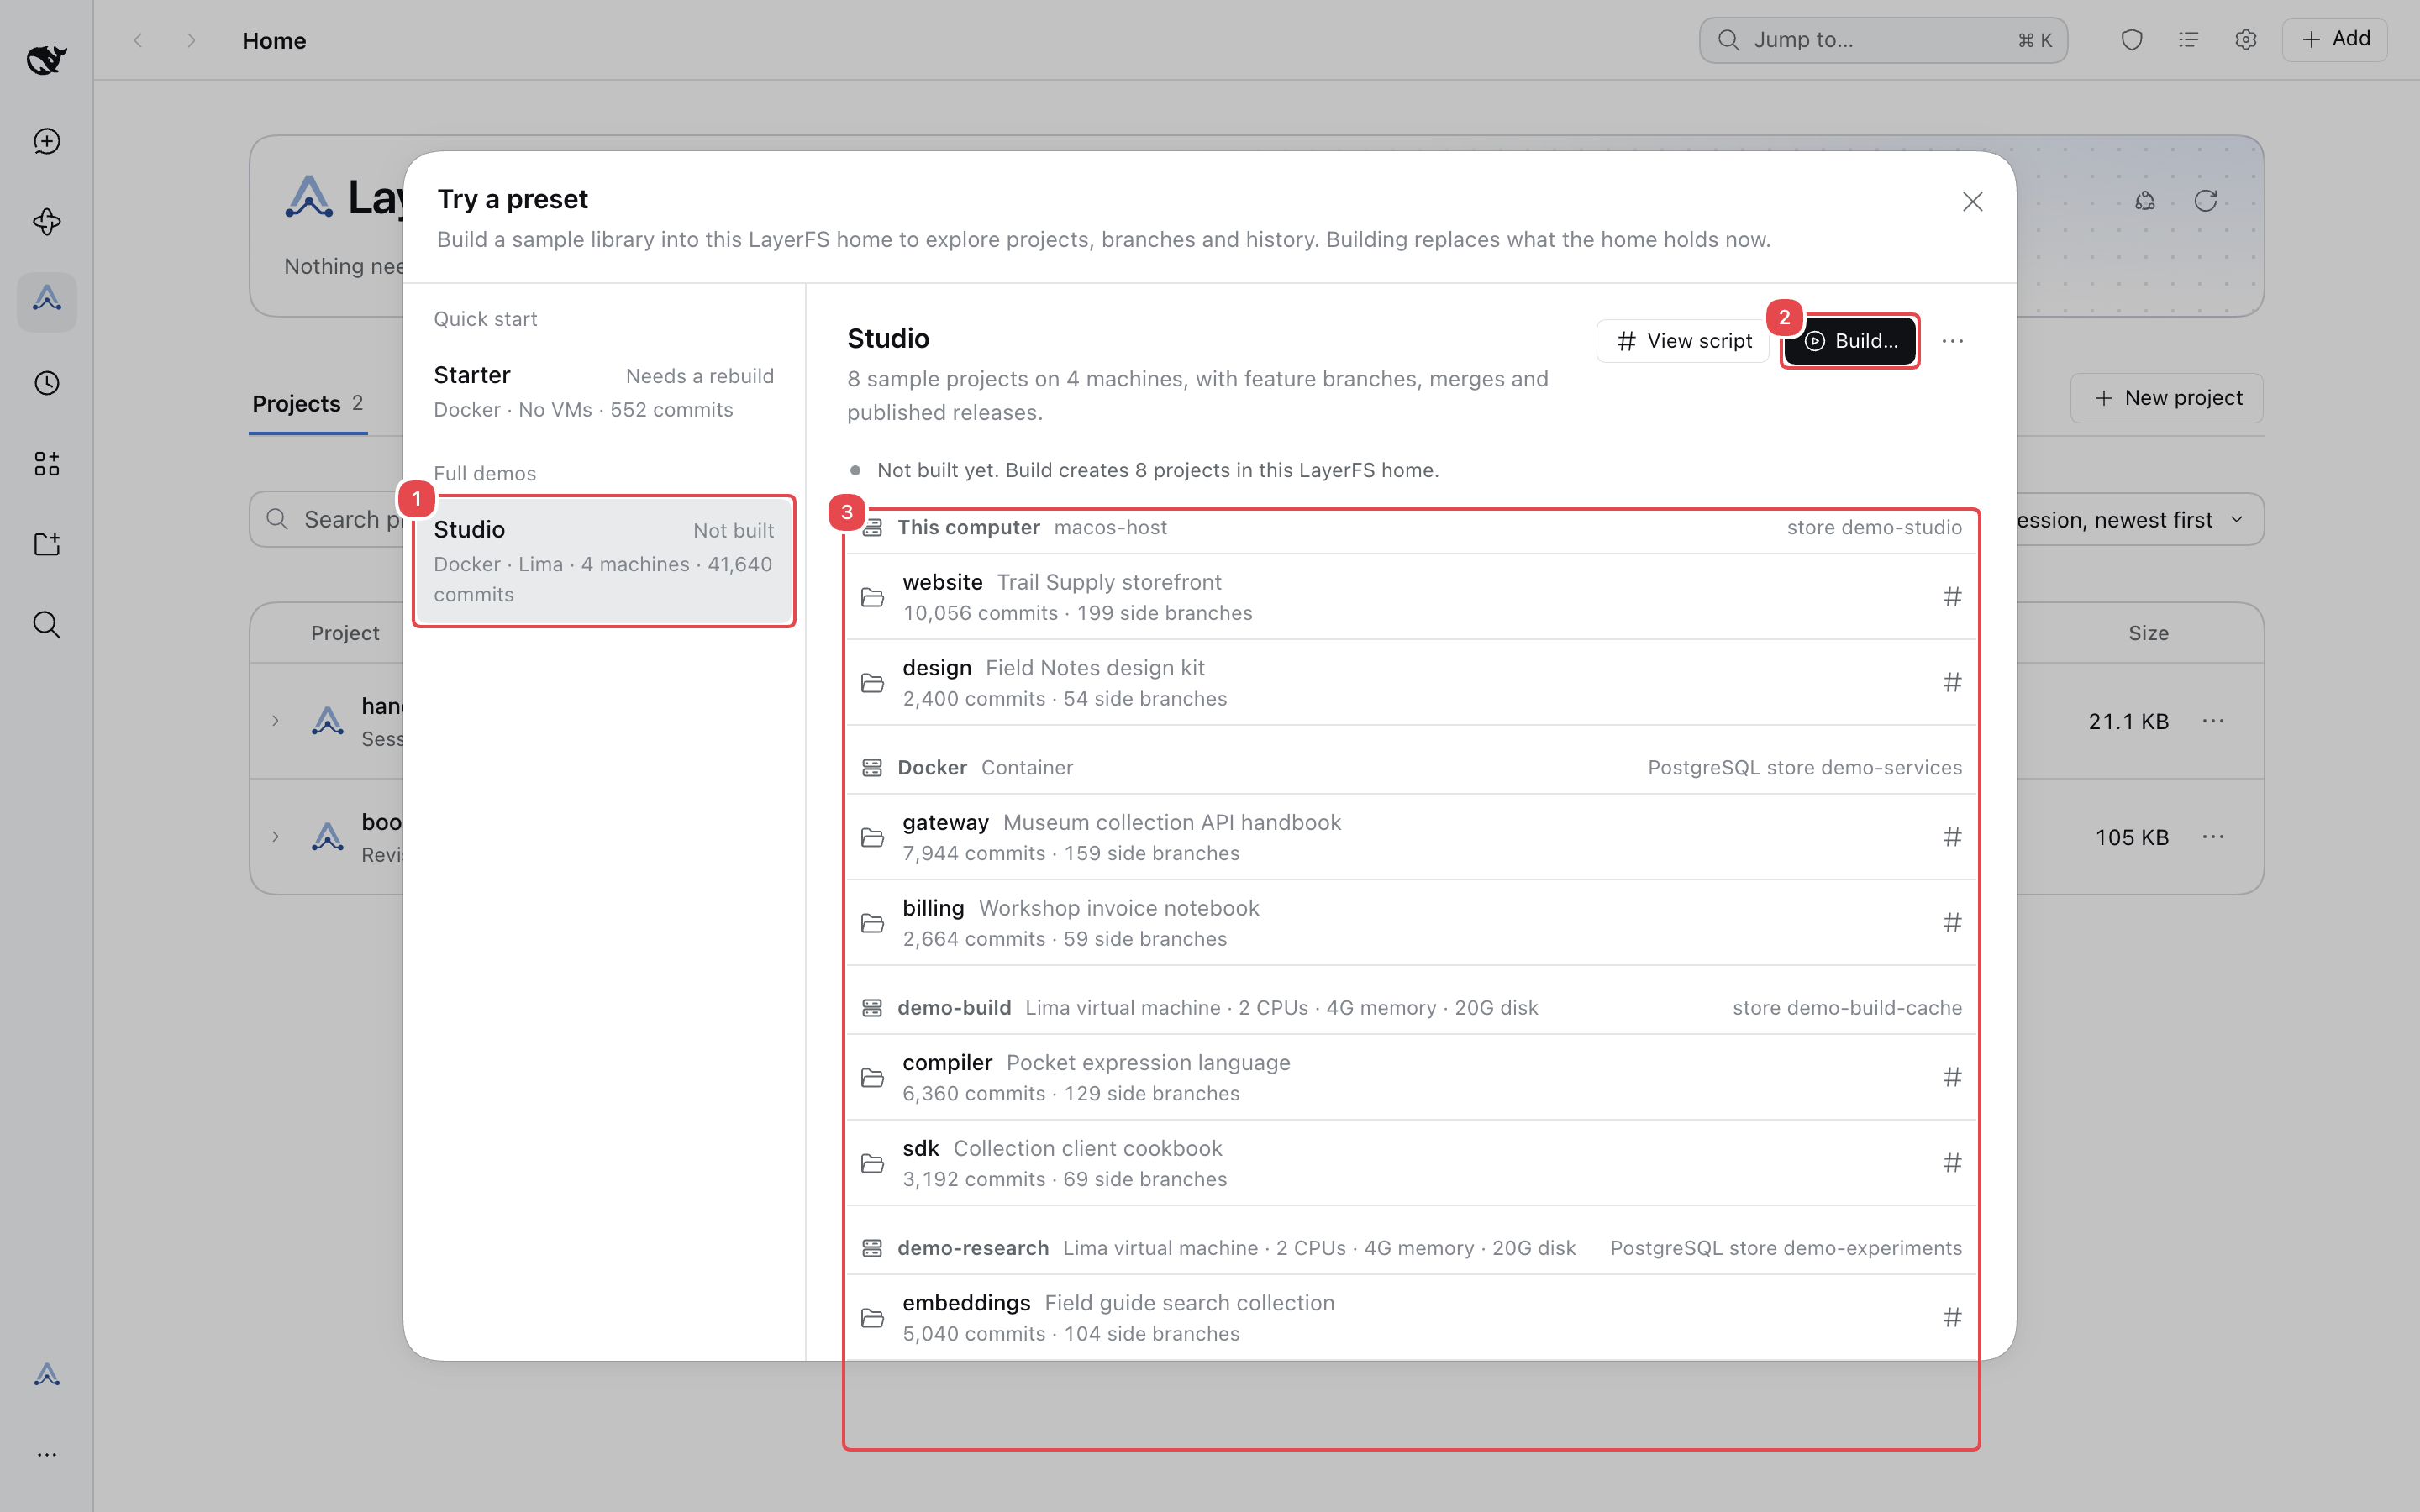 Home
Jump to...
⌘ K
Add
Lay
Nothing nee
Projects 2
New project
Search p
ession, newest first
Project
Size
han
Sess
21.1 KB
boo
Revi
105 KB
Try a preset
Build a sample library into this LayerFS home to explore projects, branches and history. Building replaces what the home holds now.
Quick start
Starter
Needs a rebuild
Docker · No VMs · 552 commits
Full demos
1
Studio
Not built
Docker · Lima · 4 machines · 41,640
commits
Studio
View script
2
Build...
8 sample projects on 4 machines, with feature branches, merges and
published releases.
Not built yet. Build creates 8 projects in this LayerFS home.
3
This computer macos-host
store demo-studio
website Trail Supply storefront
10,056 commits · 199 side branches
design Field Notes design kit
2,400 commits · 54 side branches
Docker Container
PostgreSQL store demo-services
gateway Museum collection API handbook
7,944 commits · 159 side branches
billing Workshop invoice notebook
2,664 commits · 59 side branches
demo-build Lima virtual machine · 2 CPUs · 4G memory · 20G disk
store demo-build-cache
compiler Pocket expression language
6,360 commits · 129 side branches
sdk Collection client cookbook
3,192 commits · 69 side branches
demo-research Lima virtual machine · 2 CPUs · 4G memory · 20G disk
PostgreSQL store demo-experiments
embeddings Field guide search collection
5,040 commits · 104 side branches